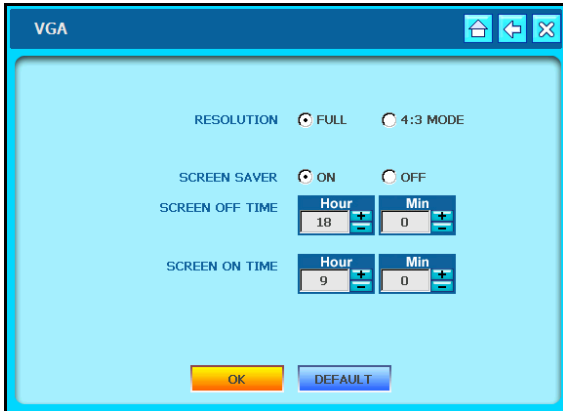 VGA
RESOLUTION FULL 4:3 MODE
SCREEN SAVER ON OFF
Hour Min
SCREEN OFF TIME
18 + - 0 + -
Hour Min
SCREEN ON TIME
9 + - 0 + -
OK DEFAULT